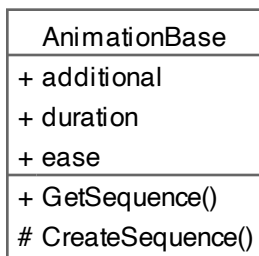 AnimationBase
+ additional
+ duration
+ ease
+ GetSequence()
# CreateSequence()